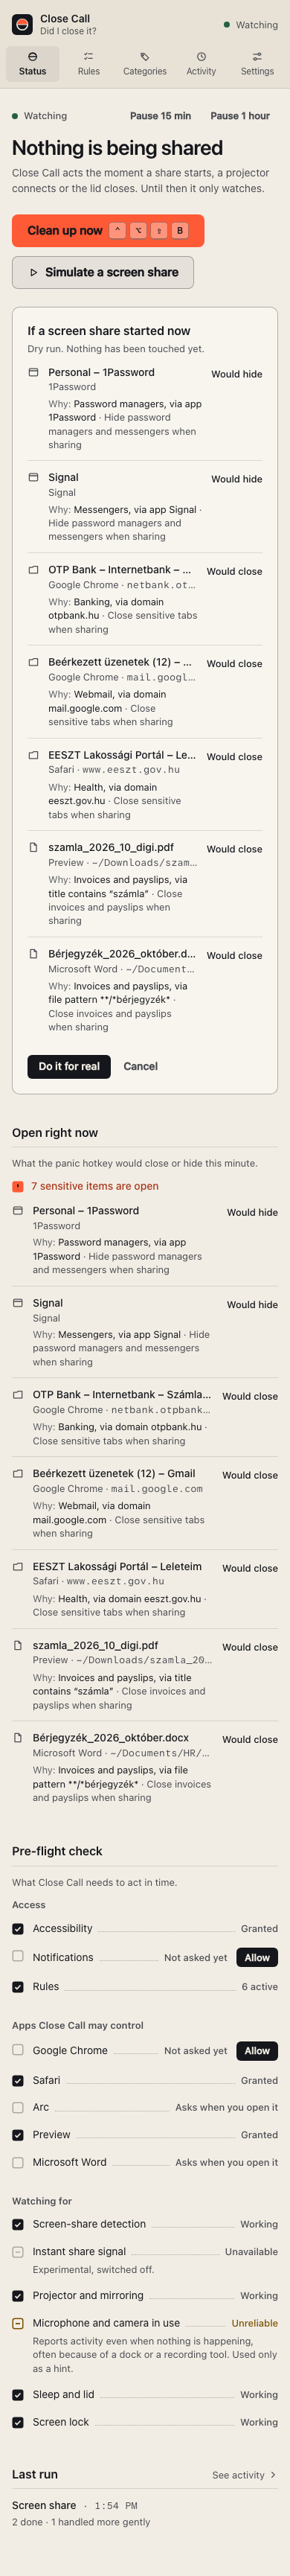 Close Call
Did I close it?
Watching
Status
Rules
Categories
Activity
Settings
Watching
Pause 15 min
Pause 1 hour
Nothing is being shared
Close Call acts the moment a share starts, a projector
connects or the lid closes. Until then it only watches.
Clean up now ⌃ ⌥ ⇧ B
Simulate a screen share
If a screen share started now
Dry run. Nothing has been touched yet.
Personal – 1Password
Would hide
1Password
Why: Password managers, via app
1Password · Hide password
managers and messengers when
sharing
Signal
Would hide
Signal
Why: Messengers, via app Signal ·
Hide password managers and
messengers when sharing
OTP Bank – Internetbank – ...
Would close
Google Chrome · netbank.ot...
Why: Banking, via domain
otpbank.hu · Close sensitive tabs
when sharing
Beérkezett üzenetek (12) – ...
Would close
Google Chrome · mail.googl...
Why: Webmail, via domain
mail.google.com · Close
sensitive tabs when sharing
EESZT Lakossági Portál – Le...
Would close
Safari · www.eeszt.gov.hu
Why: Health, via domain
eeszt.gov.hu · Close sensitive
tabs when sharing
szamla_2026_10_digi.pdf
Would close
Preview · ~/Downloads/szam...
Why: Invoices and payslips, via
title contains “számla” · Close
invoices and payslips when
sharing
Bérjegyzék_2026_október.d...
Would close
Microsoft Word · ~/Document...
Why: Invoices and payslips, via
file pattern **/*bérjegyzék* ·
Close invoices and payslips
when sharing
Do it for real
Cancel
Open right now
What the panic hotkey would close or hide this minute.
7 sensitive items are open
Personal – 1Password
Would hide
1Password
Why: Password managers, via app
1Password · Hide password managers
and messengers when sharing
Signal
Would hide
Signal
Why: Messengers, via app Signal · Hide
password managers and messengers
when sharing
OTP Bank – Internetbank – Számla...
Would close
Google Chrome · netbank.otpbank...
Why: Banking, via domain otpbank.hu ·
Close sensitive tabs when sharing
Beérkezett üzenetek (12) – Gmail
Would close
Google Chrome · mail.google.com
Why: Webmail, via domain
mail.google.com · Close sensitive tabs
when sharing
EESZT Lakossági Portál – Leleteim
Would close
Safari · www.eeszt.gov.hu
Why: Health, via domain eeszt.gov.hu ·
Close sensitive tabs when sharing
szamla_2026_10_digi.pdf
Would close
Preview · ~/Downloads/szamla_20...
Why: Invoices and payslips, via title
contains “számla” · Close invoices and
payslips when sharing
Bérjegyzék_2026_október.docx
Would close
Microsoft Word · ~/Documents/HR/...
Why: Invoices and payslips, via file
pattern **/*bérjegyzék* · Close invoices
and payslips when sharing
Pre-flight check
What Close Call needs to act in time.
Access
Accessibility Granted
Notifications Not asked yet Allow
Rules 6 active
Apps Close Call may control
Google Chrome Not asked yet Allow
Safari Granted
Arc Asks when you open it
Preview Granted
Microsoft Word Asks when you open it
Watching for
Screen-share detection Working
Instant share signal Unavailable
Experimental, switched off.
Projector and mirroring Working
Microphone and camera in use Unreliable
Reports activity even when nothing is happening,
often because of a dock or a recording tool. Used only
as a hint.
Sleep and lid Working
Screen lock Working
Last run
See activity
Screen share · 1:54 PM
2 done · 1 handled more gently